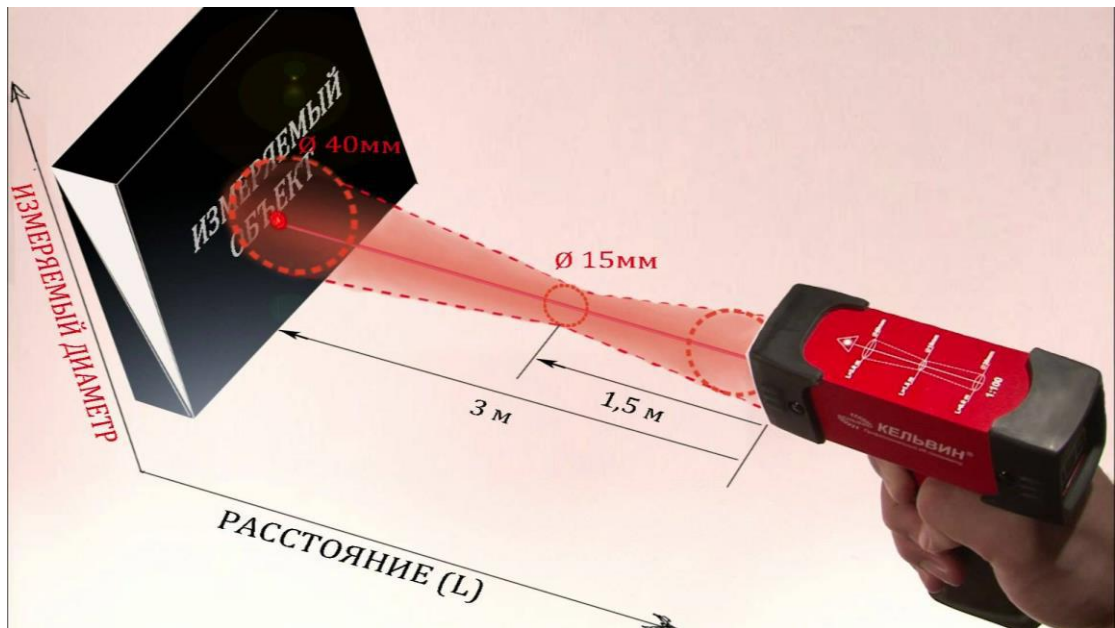 ИЗМЕРЯЕМЫЙ
ОБЪЕКТ
Ø 40мм
Ø 15мм
3 м
1,5 м
ИЗМЕРЯЕМЫЙ ДИАМЕТР
РАССТОЯНИЕ (L)
1:100
КЕЛЬВИН®